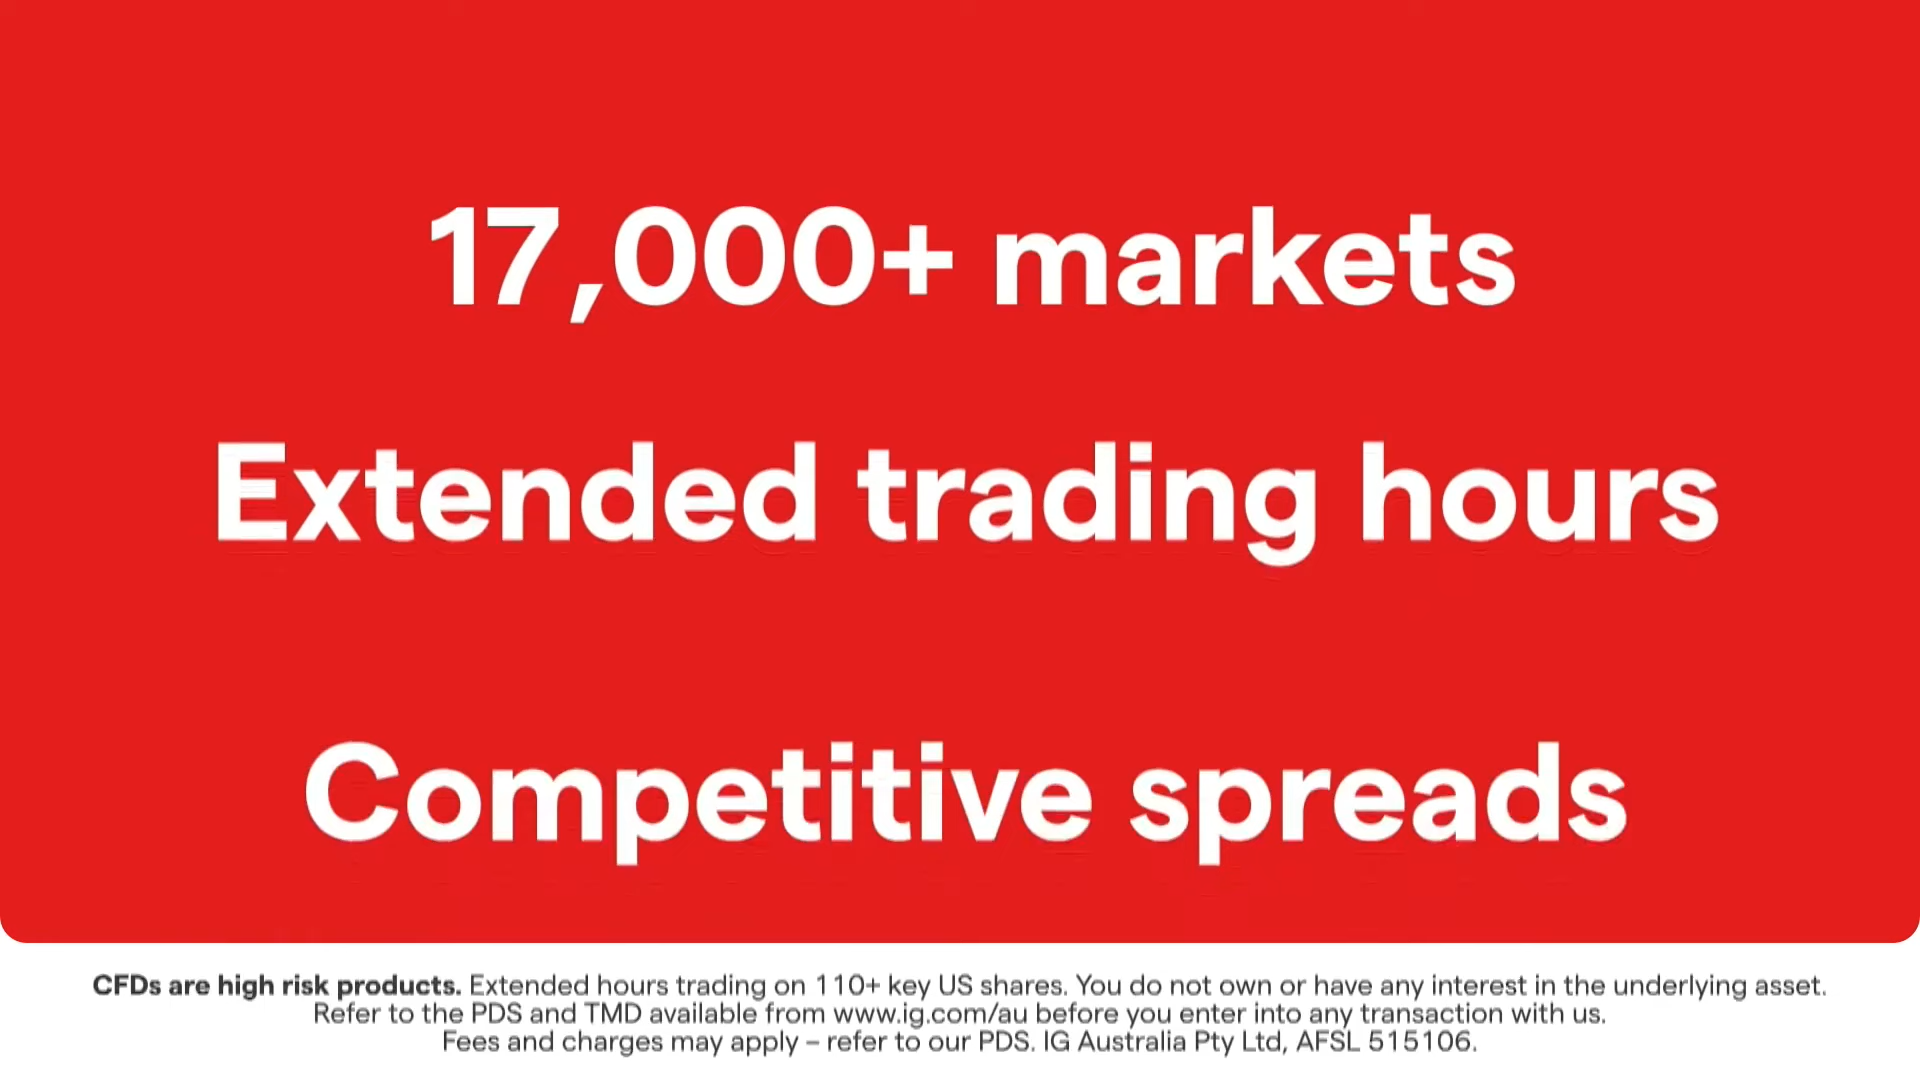 17,000+ markets
Extended trading hours
Competitive spreads
CFDs are high risk products. Extended hours trading on 110+ key US shares. You do not own or have any interest in the underlying asset.
Refer to the PDS and TMD available from www.ig.com/au before you enter into any transaction with us.
Fees and charges may apply – refer to our PDS. IG Australia Pty Ltd, AFSL 515106.